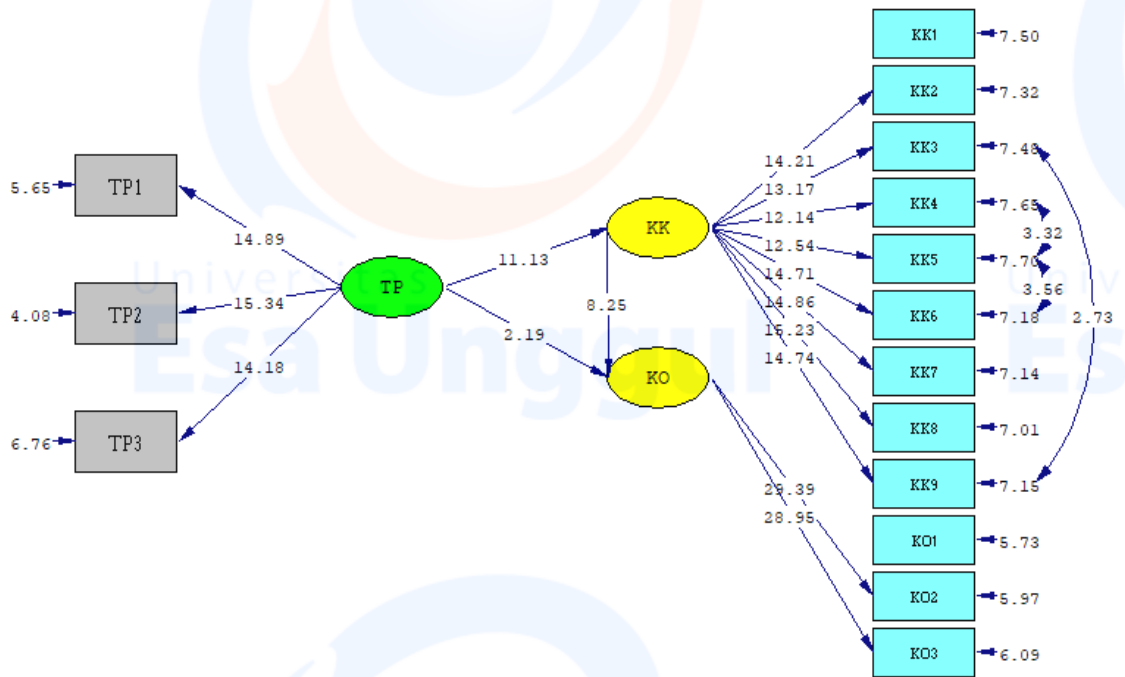 KK1
7.50
KK2
7.32
KK3
7.48
TP1
5.65
14.21
13.17
KK4
7.65
12.14
3.32
14.89
KK
12.54
KK5
7.70
11.13
14.71
3.56
Universitas
TP
8.25
14.86
KK6
7.18
2.73
TP2
4.08
15.34
15.23
Esa Unggul
2.19
14.74
KO
KK7
7.14
14.18
KK8
7.01
TP3
6.76
KK9
7.15
29.39
28.95
KO1
5.73
KO2
5.97
KO3
6.09
Univ
Es